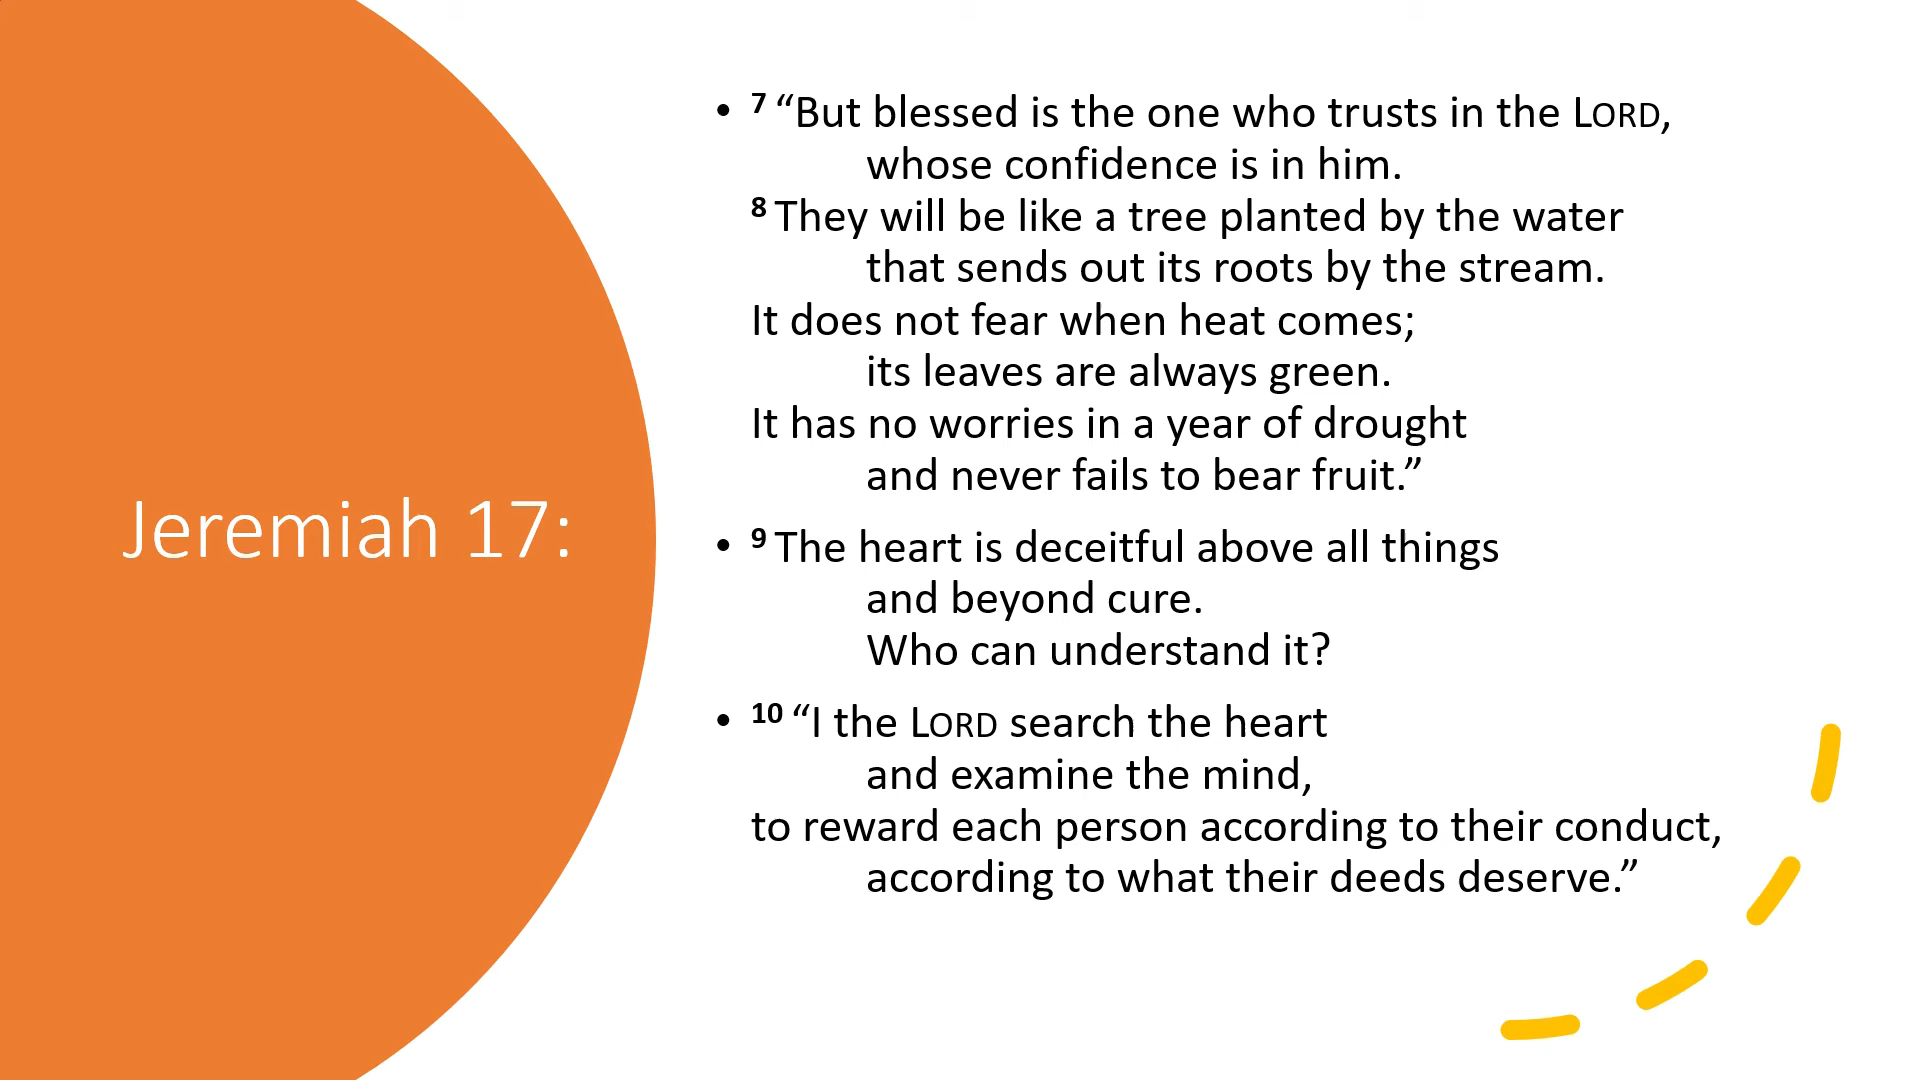 Jeremiah 17:
• 7 “But blessed is the one who trusts in the LORD,
whose confidence is in him.
8 They will be like a tree planted by the water
that sends out its roots by the stream.
It does not fear when heat comes;
its leaves are always green.
It has no worries in a year of drought
and never fails to bear fruit.”
• 9 The heart is deceitful above all things
and beyond cure.
Who can understand it?
• 10 “I the LORD search the heart
and examine the mind,
to reward each person according to their conduct,
according to what their deeds deserve.”